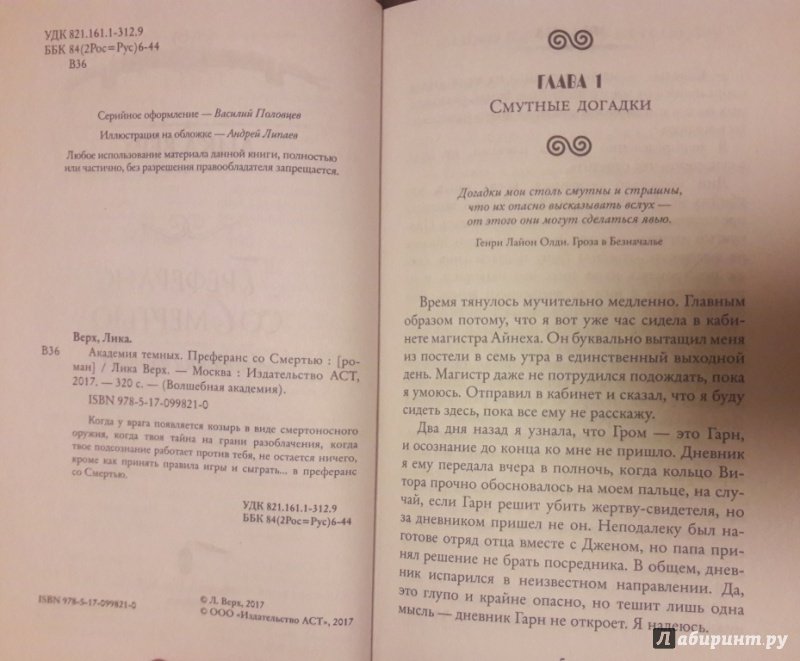 УДК 821.161.1-312.9
ББК 84(2Рос=Рус)6-44
В36
Серийное оформление — Василий Половцев
Иллюстрация на обложке — Андрей Липаев
Любое использование материала данной книги, полностью
или частично, без разрешения правообладателя запрещается.
Верх, Лика.
В36
Академия темных. Преферанс со Смертью : [ро-
ман] / Лика Верх. — Москва : Издательство АСТ,
2017. — 320 с. — (Волшебная академия).
ISBN 978-5-17-099821-0
Когда у врага появляется козырь в виде смертоносного
оружия, когда твоя тайна на грани разоблачения, когда
твое подсознание работает против тебя, не остается ничего,
кроме как принять правила игры и сыграть... в преферанс
со Смертью.
УДК 821.161.1-312.9
ББК 84(2Рос=Рус)6-44
ISBN 978-5-17-099821-0
© Л. Верх, 2017
© ООО «Издательство АСТ», 2017
ГЛАВА 1
Смутные догадки
Догадки мои столь смутны и страшны,
что их опасно высказывать вслух —
от этого они могут сделаться явью.
Генри Лайон Олди. Гроза в Безначалье
Время тянулось мучительно медленно. Главным
образом потому, что я вот уже час сидела в каби-
нете магистра Айнеха. Он буквально вытащил меня
из постели в семь утра в единственный выходной
день. Магистр даже не потрудился подождать, пока
я умоюсь. Отправил в кабинет и сказал, что я буду
сидеть здесь, пока все ему не расскажу.
Два дня назад я узнала, что Гром — это Гарн,
и осознание до конца ко мне не пришло. Дневник
я ему передала вчера в полночь, когда кольцо Ви-
тора прочно обосновалось на моем пальце, на слу-
чай, если Гарн решит убить жертву-свидетеля, но
за дневником пришел не он. Неподалеку был на-
готове отряд отца вместе с Дженом, но папа при-
нял решение не брать посредника. В общем, днев-
ник испарился в неизвестном направлении. Да,
это глупо и крайне опасно, но тешит лишь одна
мысль — дневник Гарн не откроет. Я надеюсь.
Лабиринт.ру